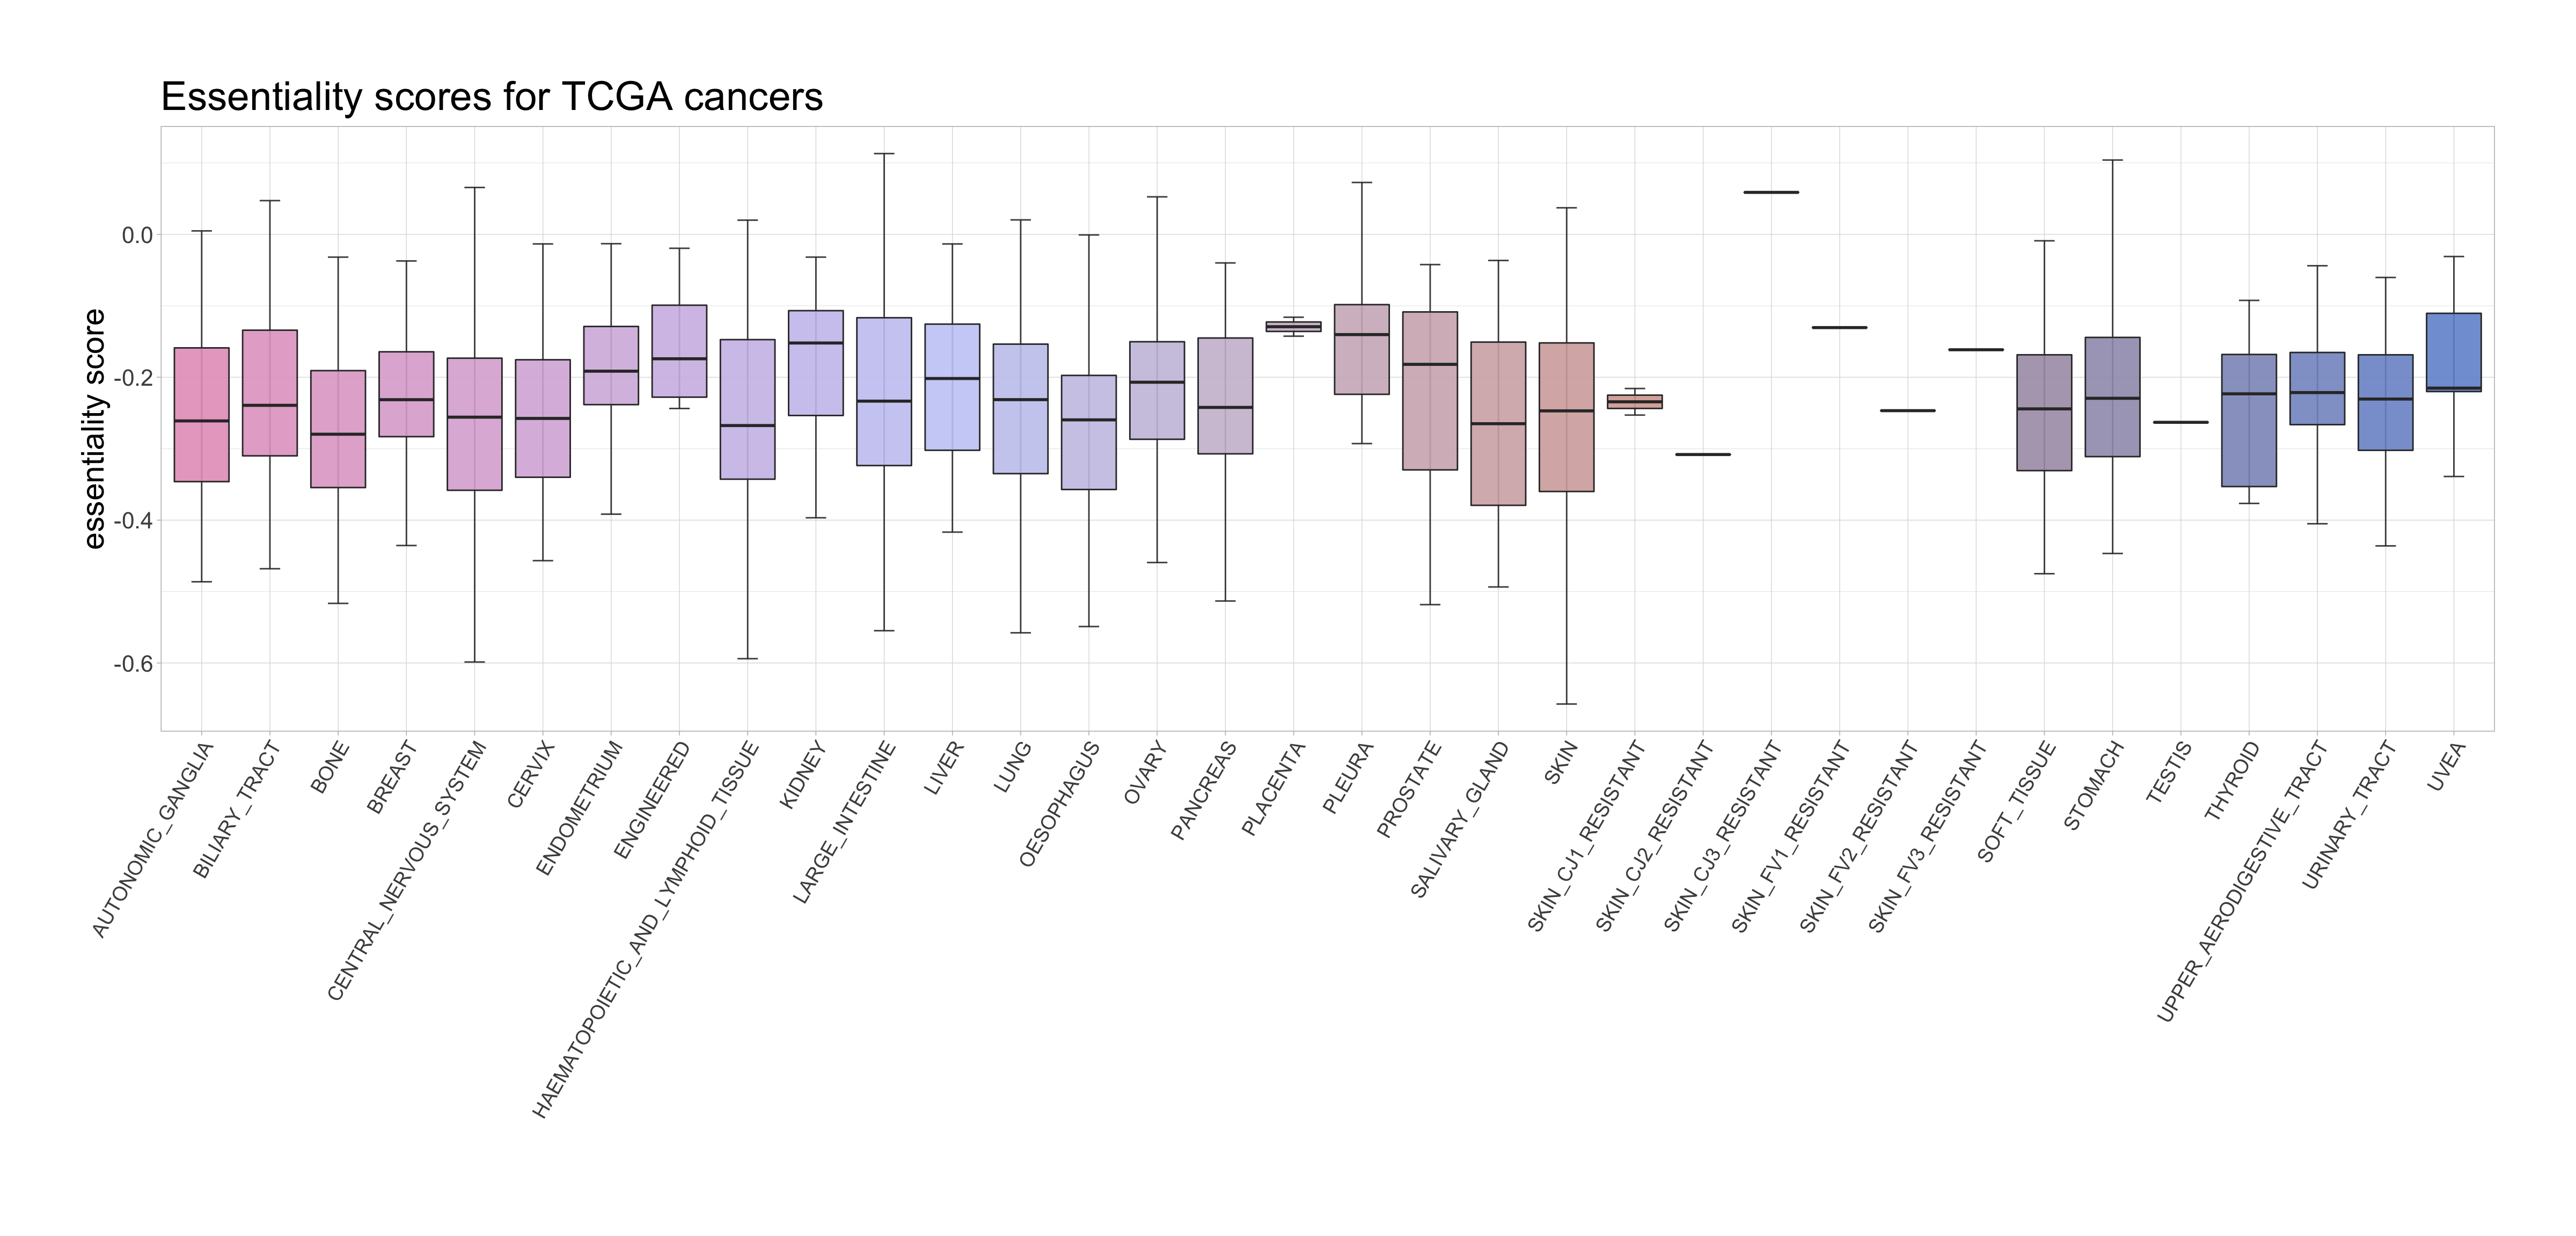 Essentiality scores for TCGA cancers
essentiality score
0.0
-0.2
-0.4
-0.6
AUTONOMIC_GANGLIA
BILIARY_TRACT
BONE
BREAST
CENTRAL_NERVOUS_SYSTEM
CERVIX
ENDOMETRIUM
ENGINEERED
HAEMATOPOIETIC_AND_LYMPHOID_TISSUE
KIDNEY
LARGE_INTESTINE
LIVER
LUNG
OESOPHAGUS
OVARY
PANCREAS
PLACENTA
PLEURA
PROSTATE
SALIVARY_GLAND
SKIN
SKIN_CJ1_RESISTANT
SKIN_CJ2_RESISTANT
SKIN_CJ3_RESISTANT
SKIN_FV1_RESISTANT
SKIN_FV2_RESISTANT
SKIN_FV3_RESISTANT
SOFT_TISSUE
STOMACH
TESTIS
THYROID
UPPER_AERODIGESTIVE_TRACT
URINARY_TRACT
UVEA